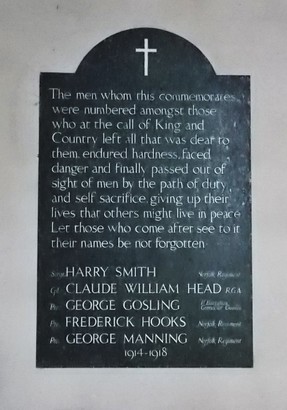 The men whom this commemorates
were numbered amongst those
who at the call of King and
Country left all that was dear to
them, endured hardness, faced
danger and finally passed out of
sight of men by the path of duty
and self sacrifice, giving up their
lives that others might live in peace
Let those who come after see to it
their names be not forgotten
HARRY SMITH Norfolk Regiment
CLAUDE WILLIAM HEAD R.G.A
Pte GEORGE GOSLING
Pte FREDERICK HOOKS Norfolk Regiment
Pte GEORGE MANNING Norfolk Regiment
1914-1918